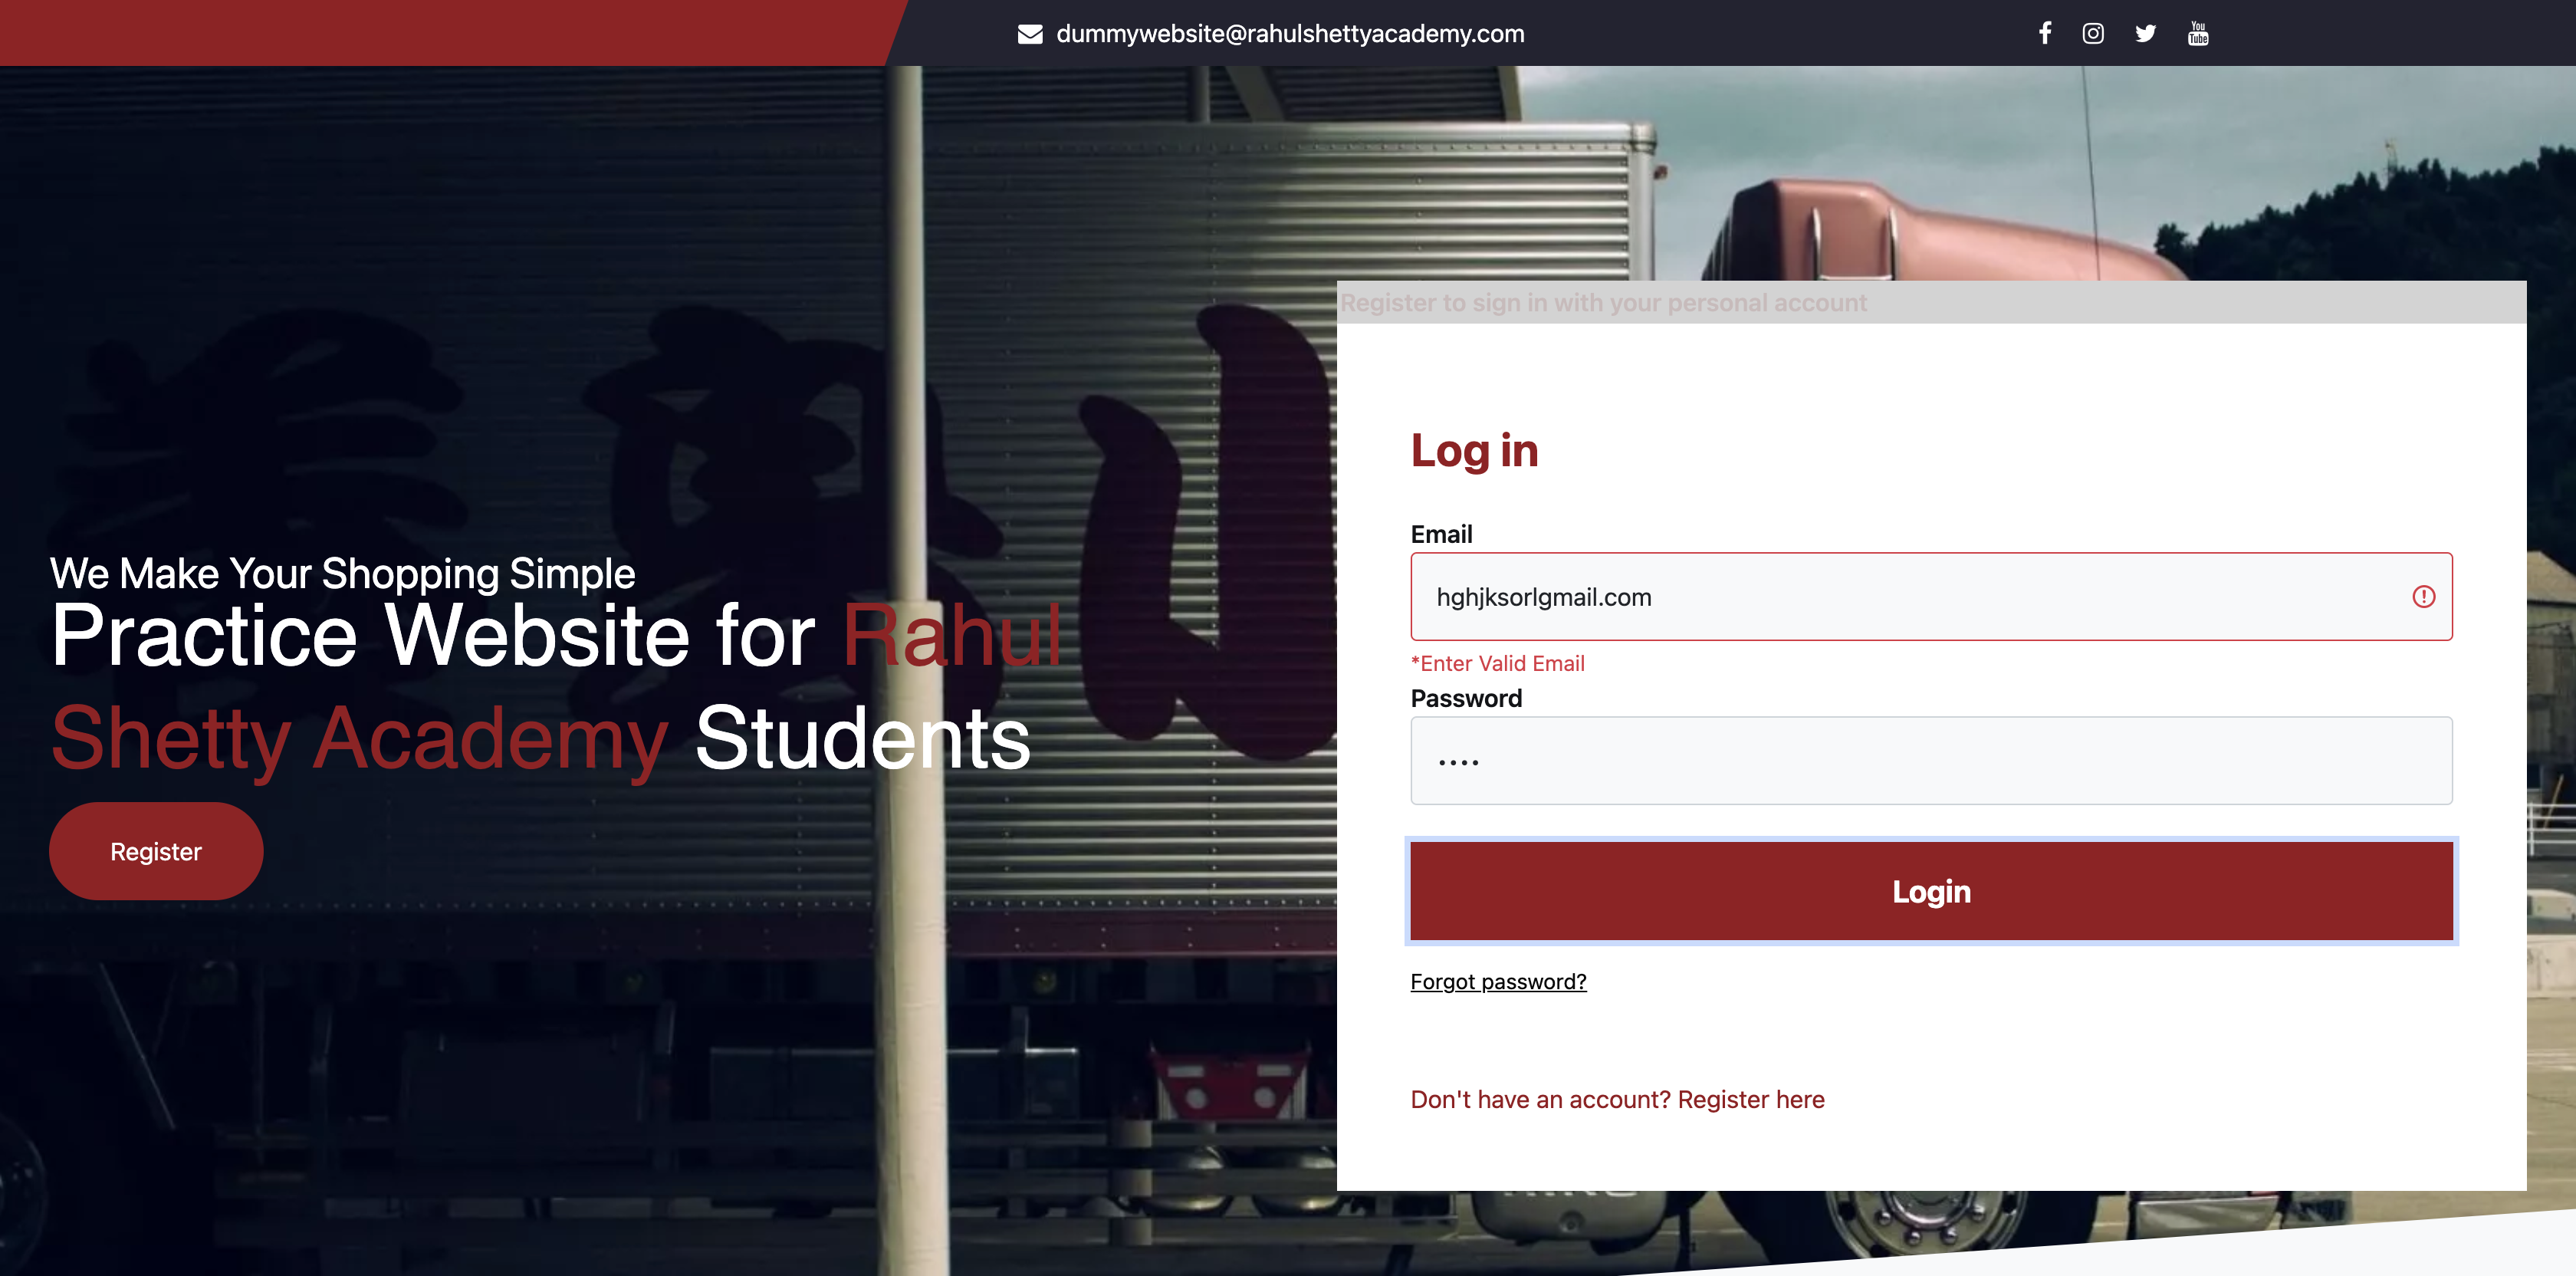 dummywebsite@rahulshettyacademy.com
You
Tube
Register to sign in with your personal account
We Make Your Shopping Simple
Practice Website for Rahul
Shetty Academy Students
Register
Log in
Email
hghjksorlgmail.com
*Enter Valid Email
Password
....
Login
Forgot password?
Don't have an account? Register here